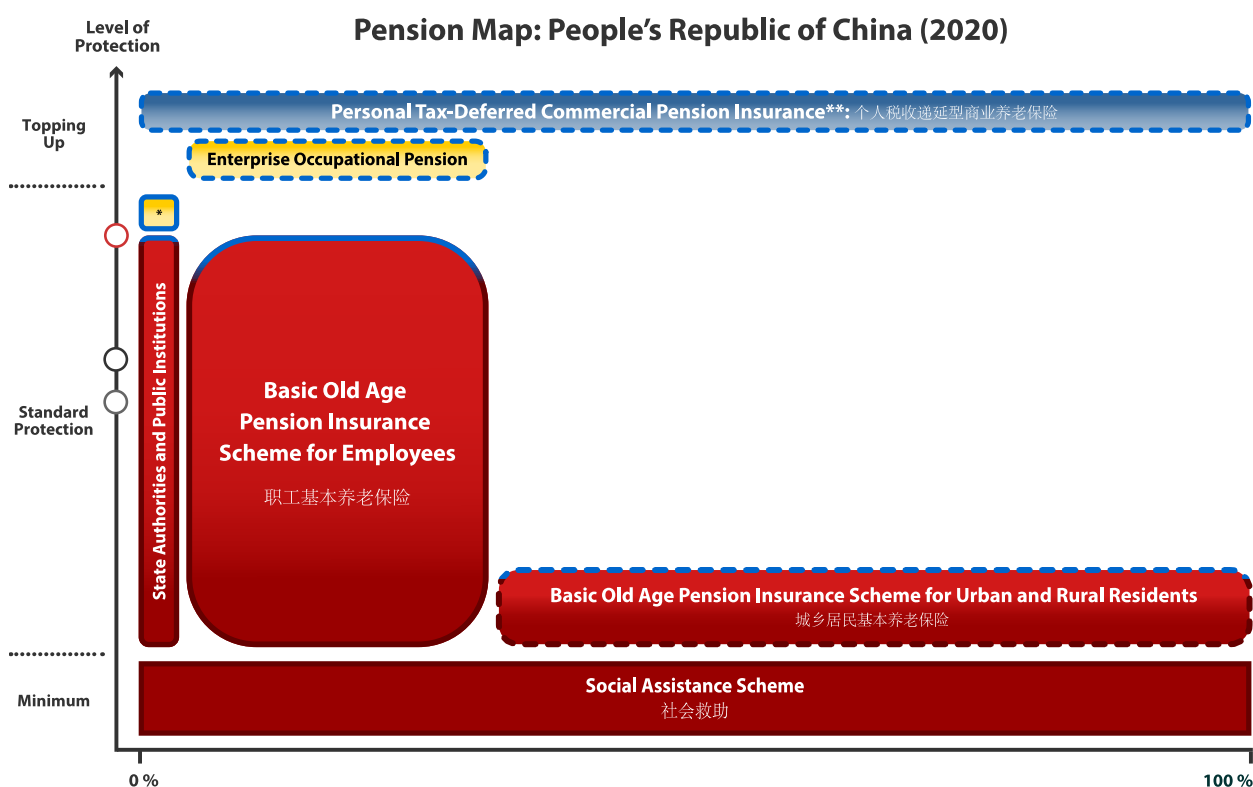 Pension Map: People's Republic of China (2020)
Level of
Protection
Topping
Up
Personal Tax-Deferred Commercial Pension Insurance**: 个人税收递延型商业养老保险
Enterprise Occupational Pension
*
Standard
Protection
State Authorities and Public Institutions
Basic Old Age
Pension Insurance
Scheme for Employees
职工基本养老保险
Basic Old Age Pension Insurance Scheme for Urban and Rural Residents
城乡居民基本养老保险
Minimum
Social Assistance Scheme
社会救助
0 %
100 %